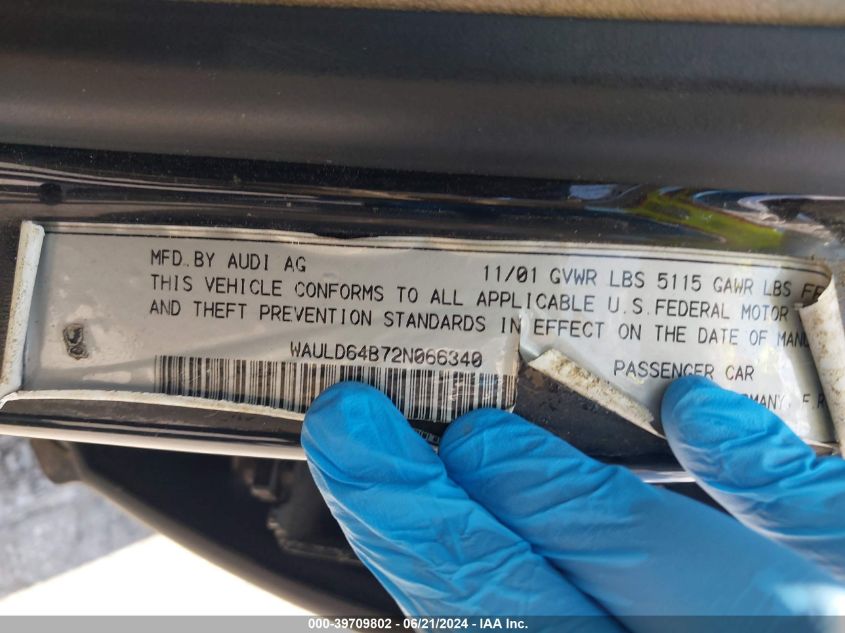 MFD. BY AUDI AG 11/01 GVWR LBS 5115 GAWR LBS
THIS VEHICLE CONFORMS TO ALL APPLICABLE U.S. FEDERAL MOTOR
AND THEFT PREVENTION STANDARDS IN EFFECT ON THE DATE OF
WAULD64B72N066340 PASSENGER CAR
000-39709802 - 06/21/2024 - IAA Inc.